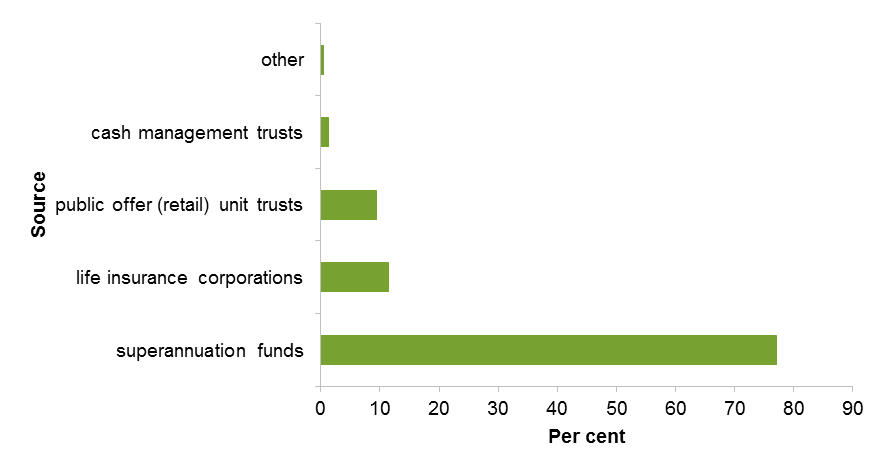 other
cash management trusts
public offer (retail) unit trusts
life insurance corporations
superannuation funds
Source
0 10 20 30 40 50 60 70 80 90
Per cent